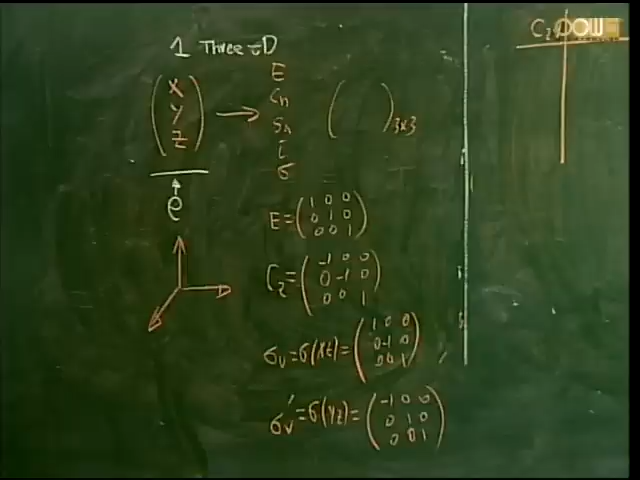 1 Three-D
(x y z) → E Cn Sn i σ ( )3x3
e
E = (1 0 0
0 1 0
0 0 1)
C2 = (-1 0 0
0 -1 0
0 0 1)
σv = σ(xz) = (1 0 0
0 -1 0
0 0 1)
σv' = σ(yz) = (-1 0 0
0 1 0
0 0 1)
C2